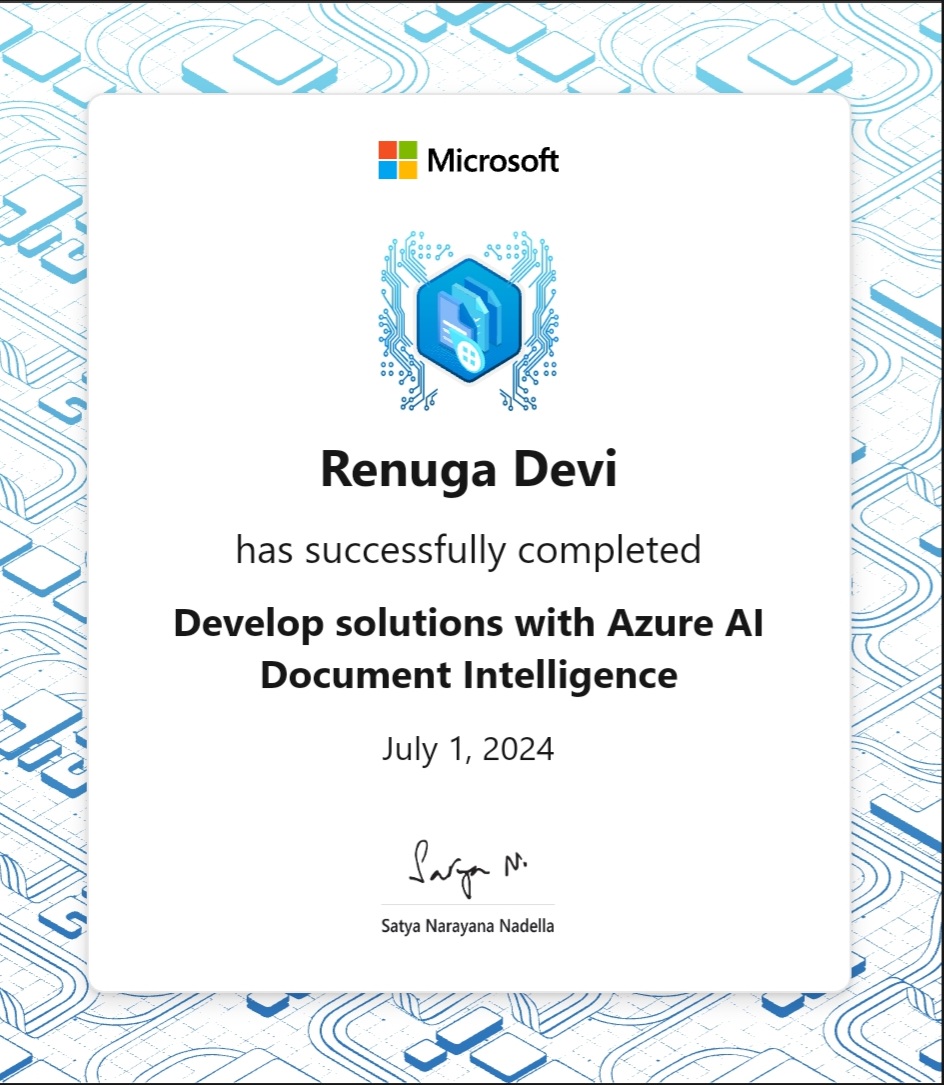 Microsoft
Renuga Devi
has successfully completed
Develop solutions with Azure AI
Document Intelligence
July 1, 2024
Satya N.
Satya Narayana Nadella